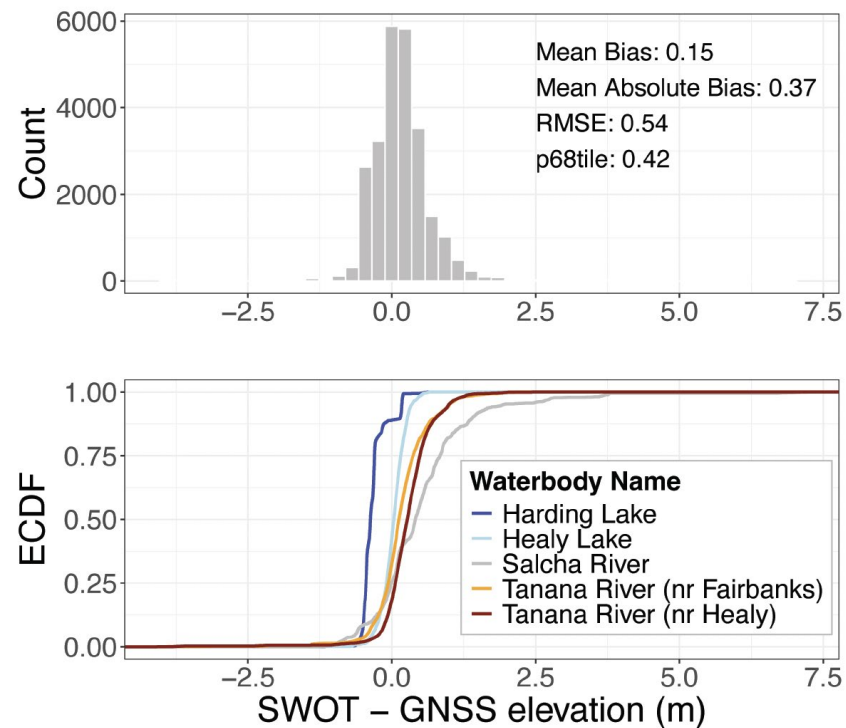 6000
4000
2000
0
Count
Mean Bias: 0.15
Mean Absolute Bias: 0.37
RMSE: 0.54
p68tile: 0.42
−2.5 0.0 2.5 5.0 7.5
1.00
0.75
0.50
0.25
0.00
ECDF
Waterbody Name
Harding Lake
Healy Lake
Salcha River
Tanana River (nr Fairbanks)
Tanana River (nr Healy)
−2.5 0.0 2.5 5.0 7.5
SWOT − GNSS elevation (m)